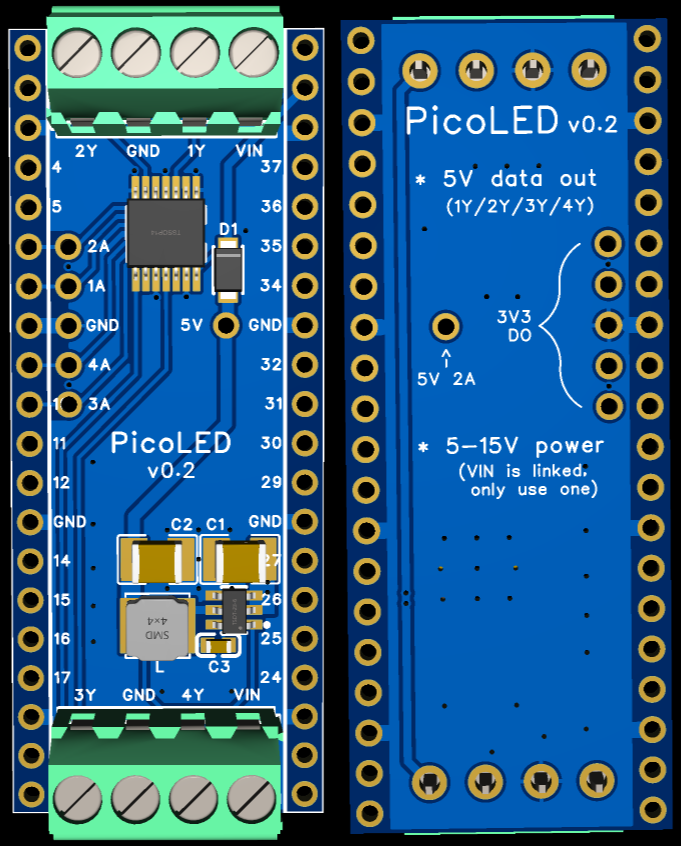 2Y GND 1Y VIN
4 37
5 36
D1
2A 35
1A 34
GND 5V GND
4A 32
1 3A 31
PicoLED
v0.2
11 30
12 29
GND C2 C1 GND
14 27
15 26
SMD
4x4
16 25
L C3
17 24
3Y GND 4Y VIN
PicoLED v0.2
* 5V data out
(1Y/2Y/3Y/4Y)
3V3
DO
^
5V 2A
* 5-15V power
(VIN is linked,
only use one)